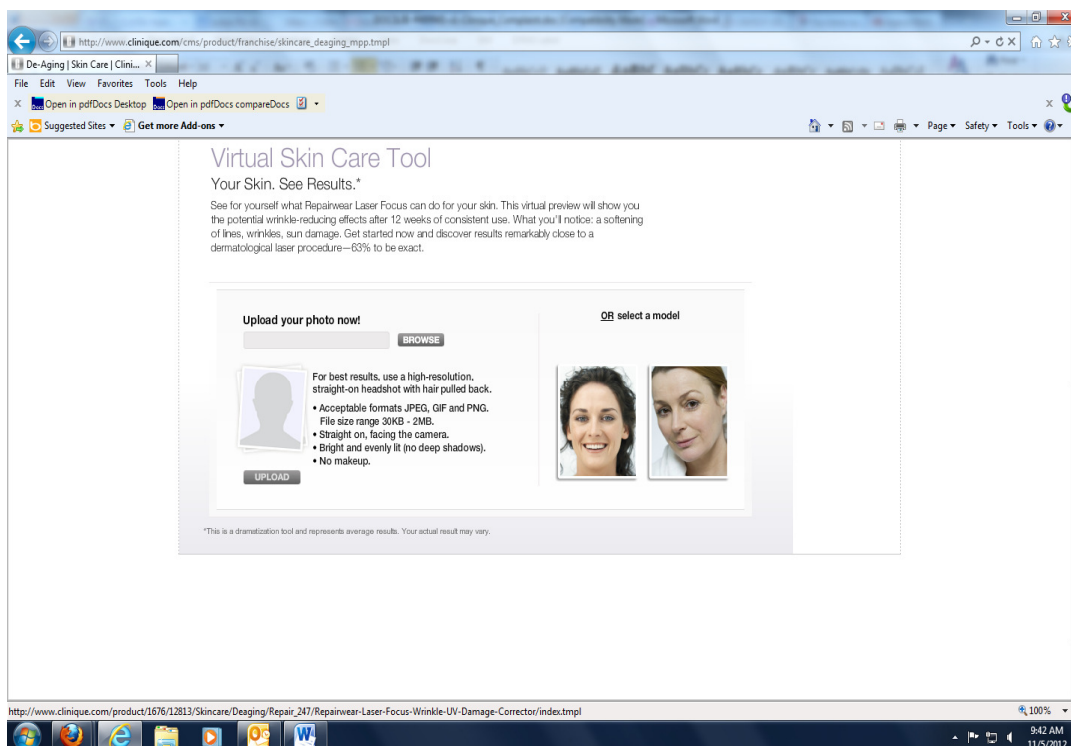 http://www.clinique.com/cms/product/franchise/skincare_deaging_mpp.tmpl
De-Aging | Skin Care | Clini...
File Edit View Favorites Tools Help
Open in pdfDocs Desktop Open in pdfDocs compareDocs
Suggested Sites Get more Add-ons Page Safety Tools
Virtual Skin Care Tool
Your Skin. See Results.*
See for yourself what Repairwear Laser Focus can do for your skin. This virtual preview will show you
the potential wrinkle-reducing effects after 12 weeks of consistent use. What you'll notice: a softening
of lines, wrinkles, sun damage. Get started now and discover results remarkably close to a
dermatological laser procedure—63% to be exact.
Upload your photo now!
BROWSE
For best results, use a high-resolution,
straight-on headshot with hair pulled back.
• Acceptable formats JPEG, GIF and PNG.
File size range 30KB - 2MB.
• Straight on, facing the camera.
• Bright and evenly lit (no deep shadows).
• No makeup.
UPLOAD
OR select a model
*This is a dramatization tool and represents average results. Your actual result may vary.
http://www.clinique.com/product/1676/12813/Skincare/Deaging/Repair_247/Repairwear-Laser-Focus-Wrinkle-UV-Damage-Corrector/index.tmpl
100%
9:42 AM
11/5/2012